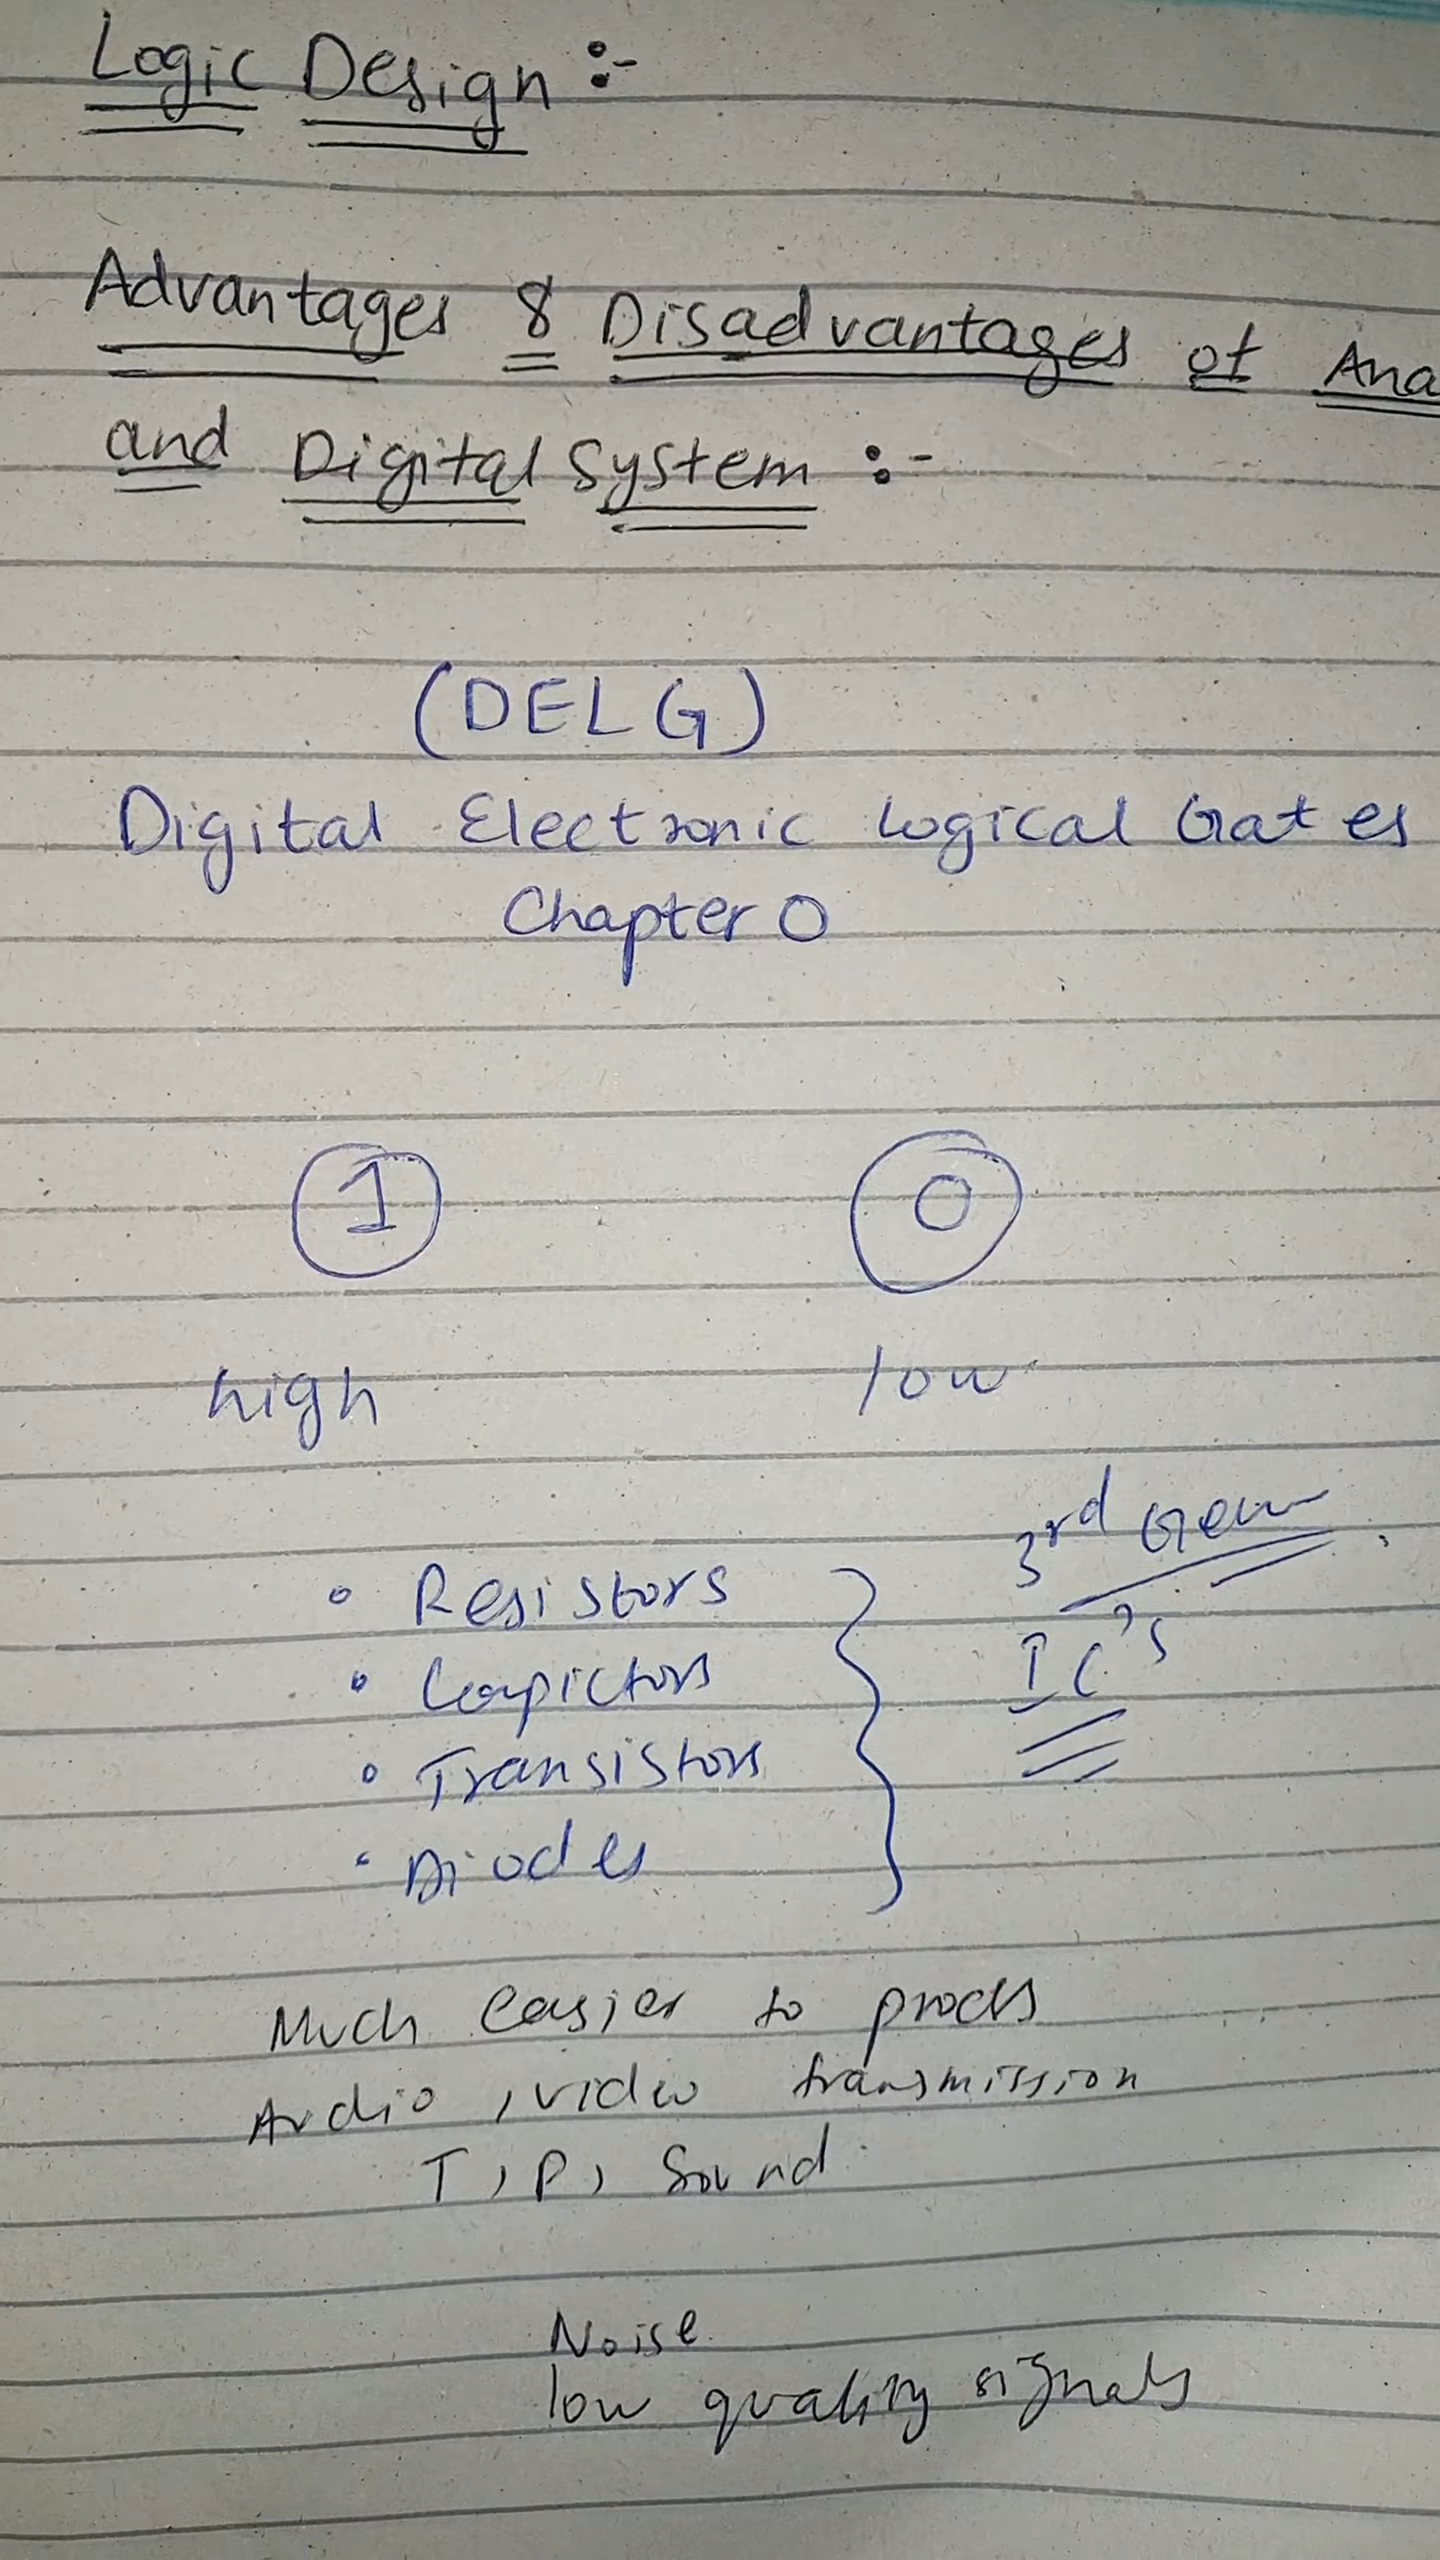 Logic Design :-
Advantages & Disadvantages of Ana
and Digital System :-
(DELG)
Digital Electronic Logical Gates
Chapter 0
1 0
high low
3rd Gen
• Resistors
IC's
• Capictors
• Transistors
• Diodes
Much easier to process
Audio, video transmission
T, P, Sound
Noise
low quality signals